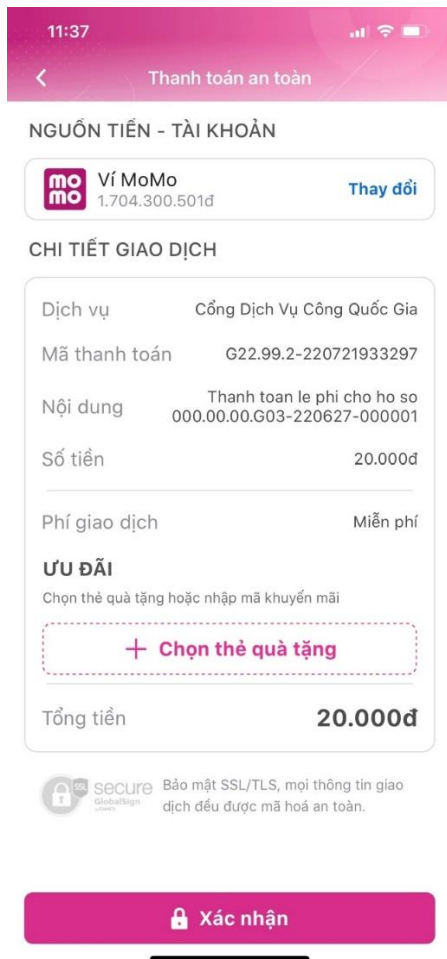 11:37
Thanh toán an toàn
NGUỒN TIỀN - TÀI KHOẢN
mo
mo
Ví MoMo
1.704.300.501đ
Thay đổi
CHI TIẾT GIAO DỊCH
Dịch vụ
Cổng Dịch Vụ Công Quốc Gia
Mã thanh toán
G22.99.2-220721933297
Nội dung
Thanh toan le phi cho ho so
000.00.00.G03-220627-000001
Số tiền
20.000đ
Phí giao dịch
Miễn phí
ƯU ĐÃI
Chọn thẻ quà tặng hoặc nhập mã khuyến mãi
+ Chọn thẻ quà tặng
Tổng tiền
20.000đ
SSL
secure
GlobalSign
Bảo mật SSL/TLS, mọi thông tin giao
dịch đều được mã hoá an toàn.
Xác nhận